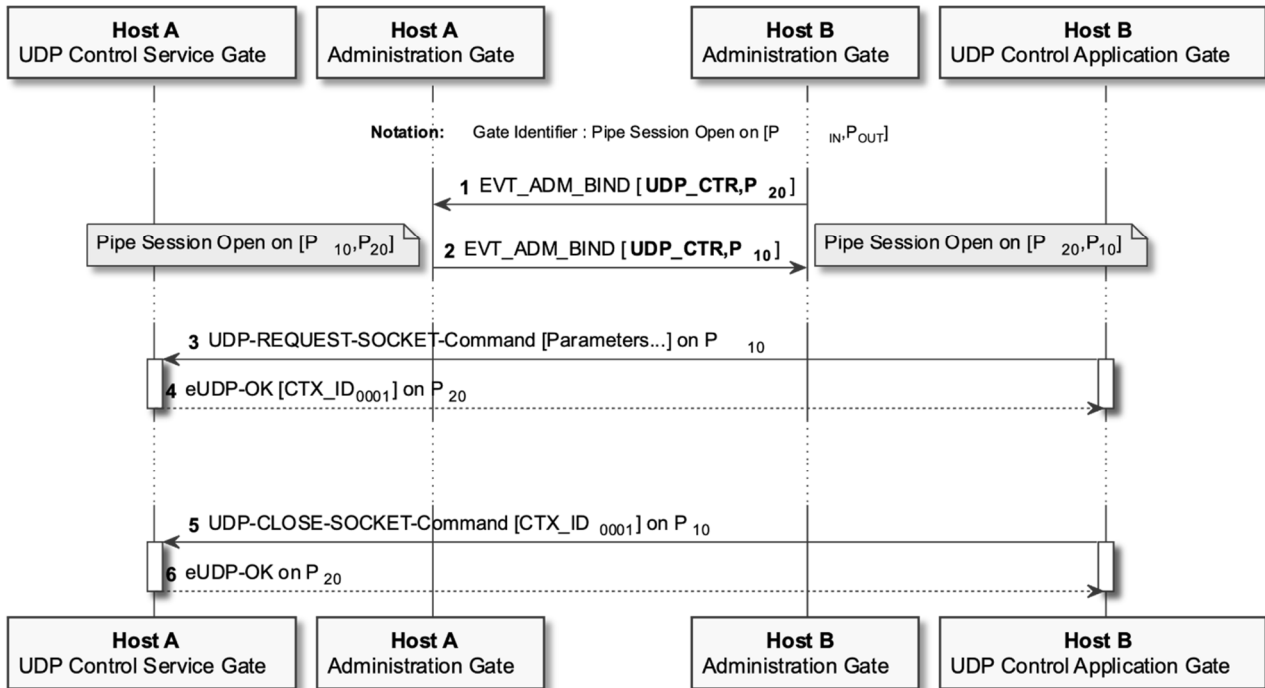 Host A
UDP Control Service Gate
Host A
Administration Gate
Host B
Administration Gate
Host B
UDP Control Application Gate
Notation: Gate Identifier : Pipe Session Open on [P IN,POUT]
1 EVT_ADM_BIND [UDP_CTR,P 20]
Pipe Session Open on [P 10,P20]
2 EVT_ADM_BIND [UDP_CTR,P 10]
Pipe Session Open on [P 20,P10]
3 UDP-REQUEST-SOCKET-Command [Parameters...] on P 10
4 eUDP-OK [CTX_ID0001] on P 20
5 UDP-CLOSE-SOCKET-Command [CTX_ID 0001] on P 10
6 eUDP-OK on P 20
Host A
UDP Control Service Gate
Host A
Administration Gate
Host B
Administration Gate
Host B
UDP Control Application Gate